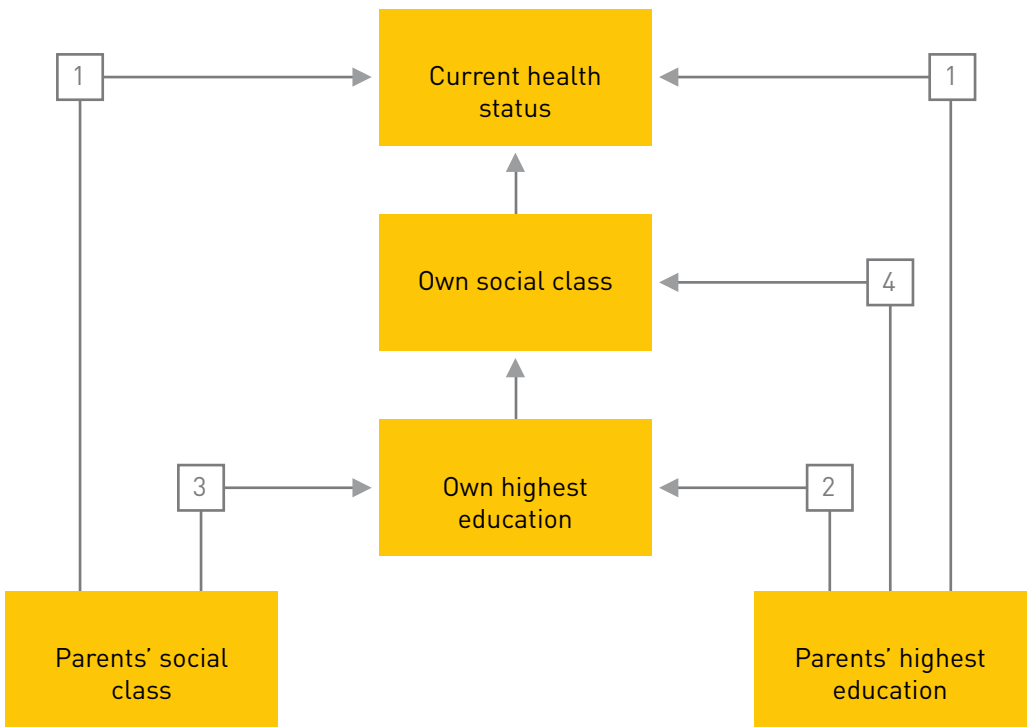 1
Current health
status
1
Own social class
4
3
Own highest
education
2
Parents’ social
class
Parents’ highest
education